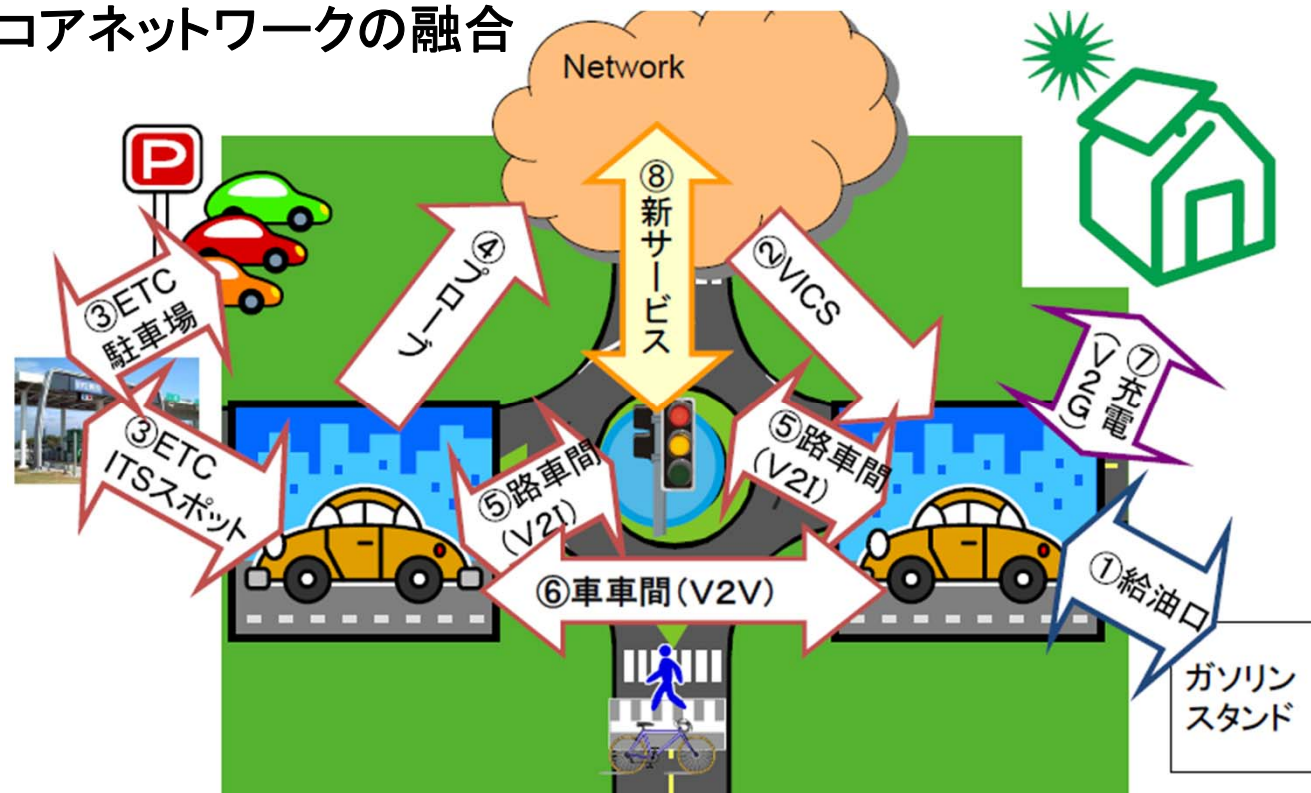 コアネットワークの融合
Network
P
⑧新サービス
④プローブ
②VICS
③ETC
駐車場
③ETC
ITSスポット
⑤路車間
(V2I)
⑤路車間
(V2I)
⑦充電
(V2G)
⑥車車間(V2V)
①給油口
ガソリン
スタンド